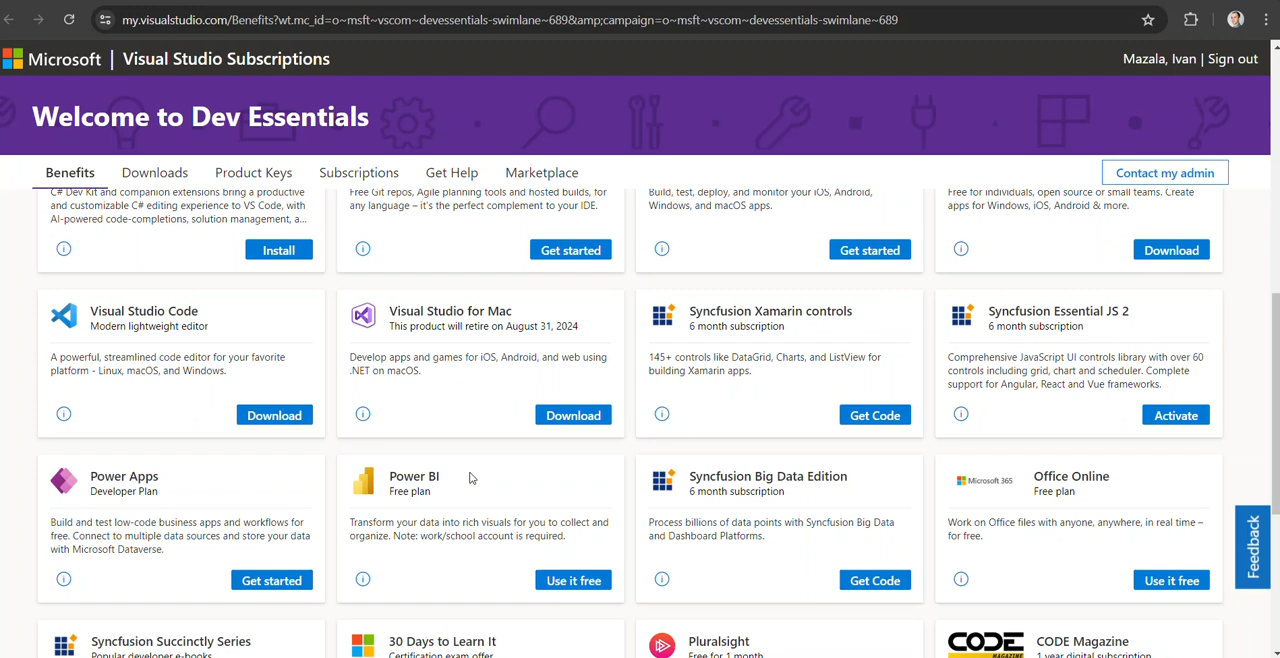 my.visualstudio.com/Benefits?wt.mc_id=o~msft~vscom~devessentials-swimlane~689&amp;campaign=o~msft~vscom~devessentials-swimlane~689
Microsoft | Visual Studio Subscriptions
Mazala, Ivan | Sign out
Welcome to Dev Essentials
Benefits Downloads Product Keys Subscriptions Get Help Marketplace
Contact my admin
C# Dev Kit and companion extensions bring a productive
and customizable C# editing experience to VS Code, with
AI-powered code-completions, solution management, a...
Install
Free Git repos, Agile planning tools and hosted builds, for
any language – it's the perfect complement to your IDE.
Get started
Build, test, deploy, and monitor your iOS, Android,
Windows, and macOS apps.
Get started
Free for individuals, open source or small teams. Create
apps for Windows, iOS, Android & more.
Download
Visual Studio Code
Modern lightweight editor
A powerful, streamlined code editor for your favorite
platform - Linux, macOS, and Windows.
Download
Visual Studio for Mac
This product will retire on August 31, 2024
Develop apps and games for iOS, Android, and web using
.NET on macOS.
Download
Syncfusion Xamarin controls
6 month subscription
145+ controls like DataGrid, Charts, and ListView for
building Xamarin apps.
Get Code
Syncfusion Essential JS 2
6 month subscription
Comprehensive JavaScript UI controls library with over 60
controls including grid, chart and scheduler. Complete
support for Angular, React and Vue frameworks.
Activate
Power Apps
Developer Plan
Build and test low-code business apps and workflows for
free. Connect to multiple data sources and store your data
with Microsoft Dataverse.
Get started
Power BI
Free plan
Transform your data into rich visuals for you to collect and
organize. Note: work/school account is required.
Use it free
Syncfusion Big Data Edition
6 month subscription
Process billions of data points with Syncfusion Big Data
and Dashboard Platforms.
Get Code
Microsoft 365
Office Online
Free plan
Work on Office files with anyone, anywhere, in real time –
for free.
Use it free
Feedback
Syncfusion Succinctly Series
Popular developer e-books
30 Days to Learn It
Certification exam offer
Pluralsight
Free for 1 month
CODE
MAGAZINE
CODE Magazine
1 year digital subscription